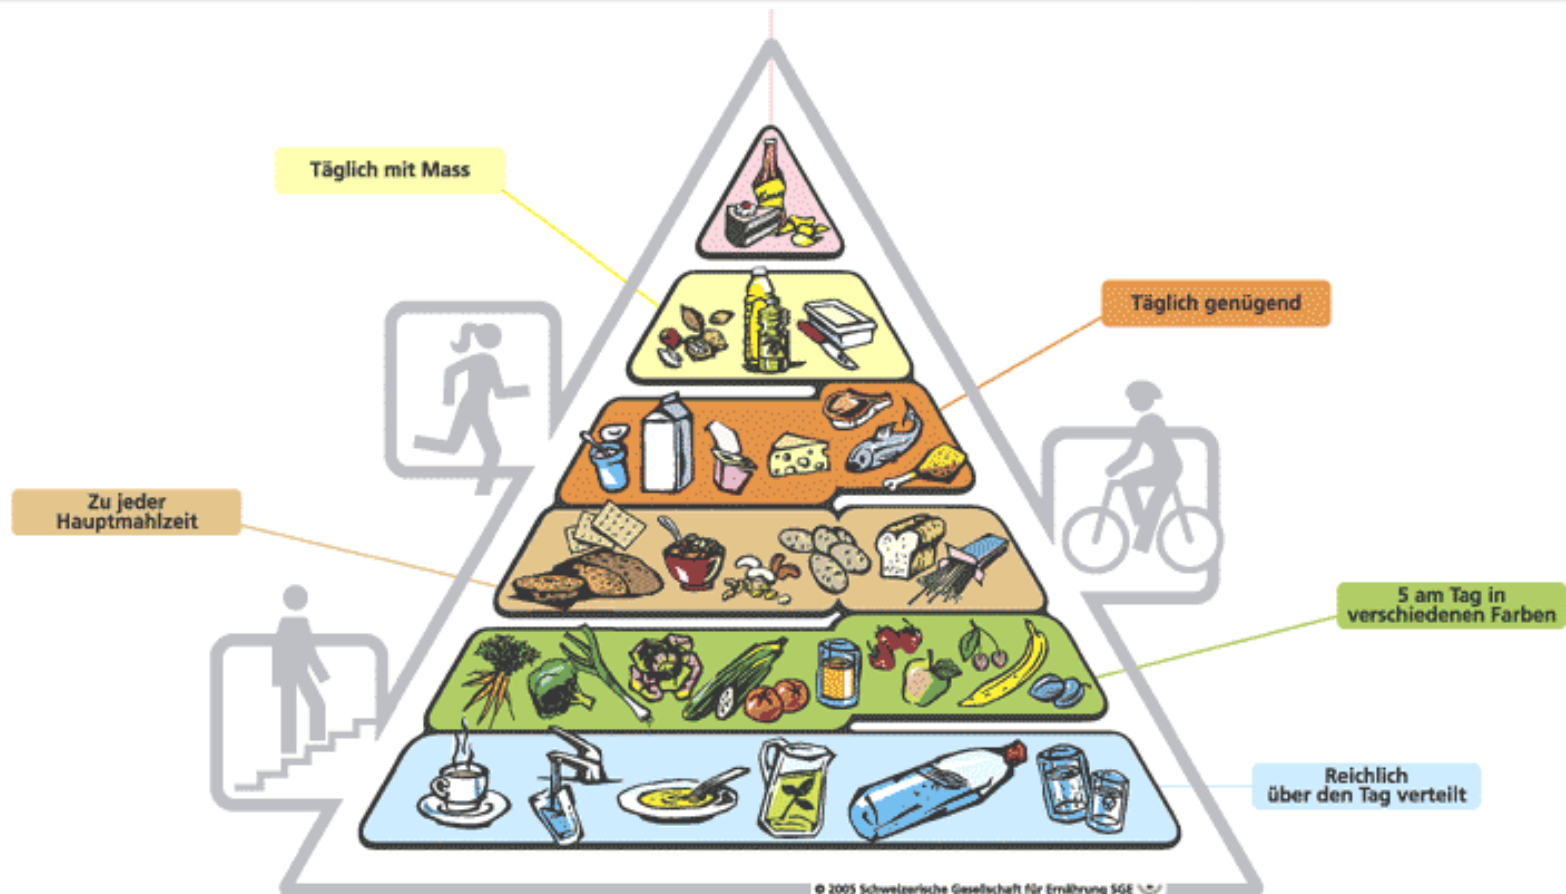 Täglich mit Mass
Täglich genügend
Zu jeder
Hauptmahlzeit
5 am Tag in
verschiedenen Farben
Reichlich
über den Tag verteilt
© 2005 Schweizerische Gesellschaft für Ernährung SGE